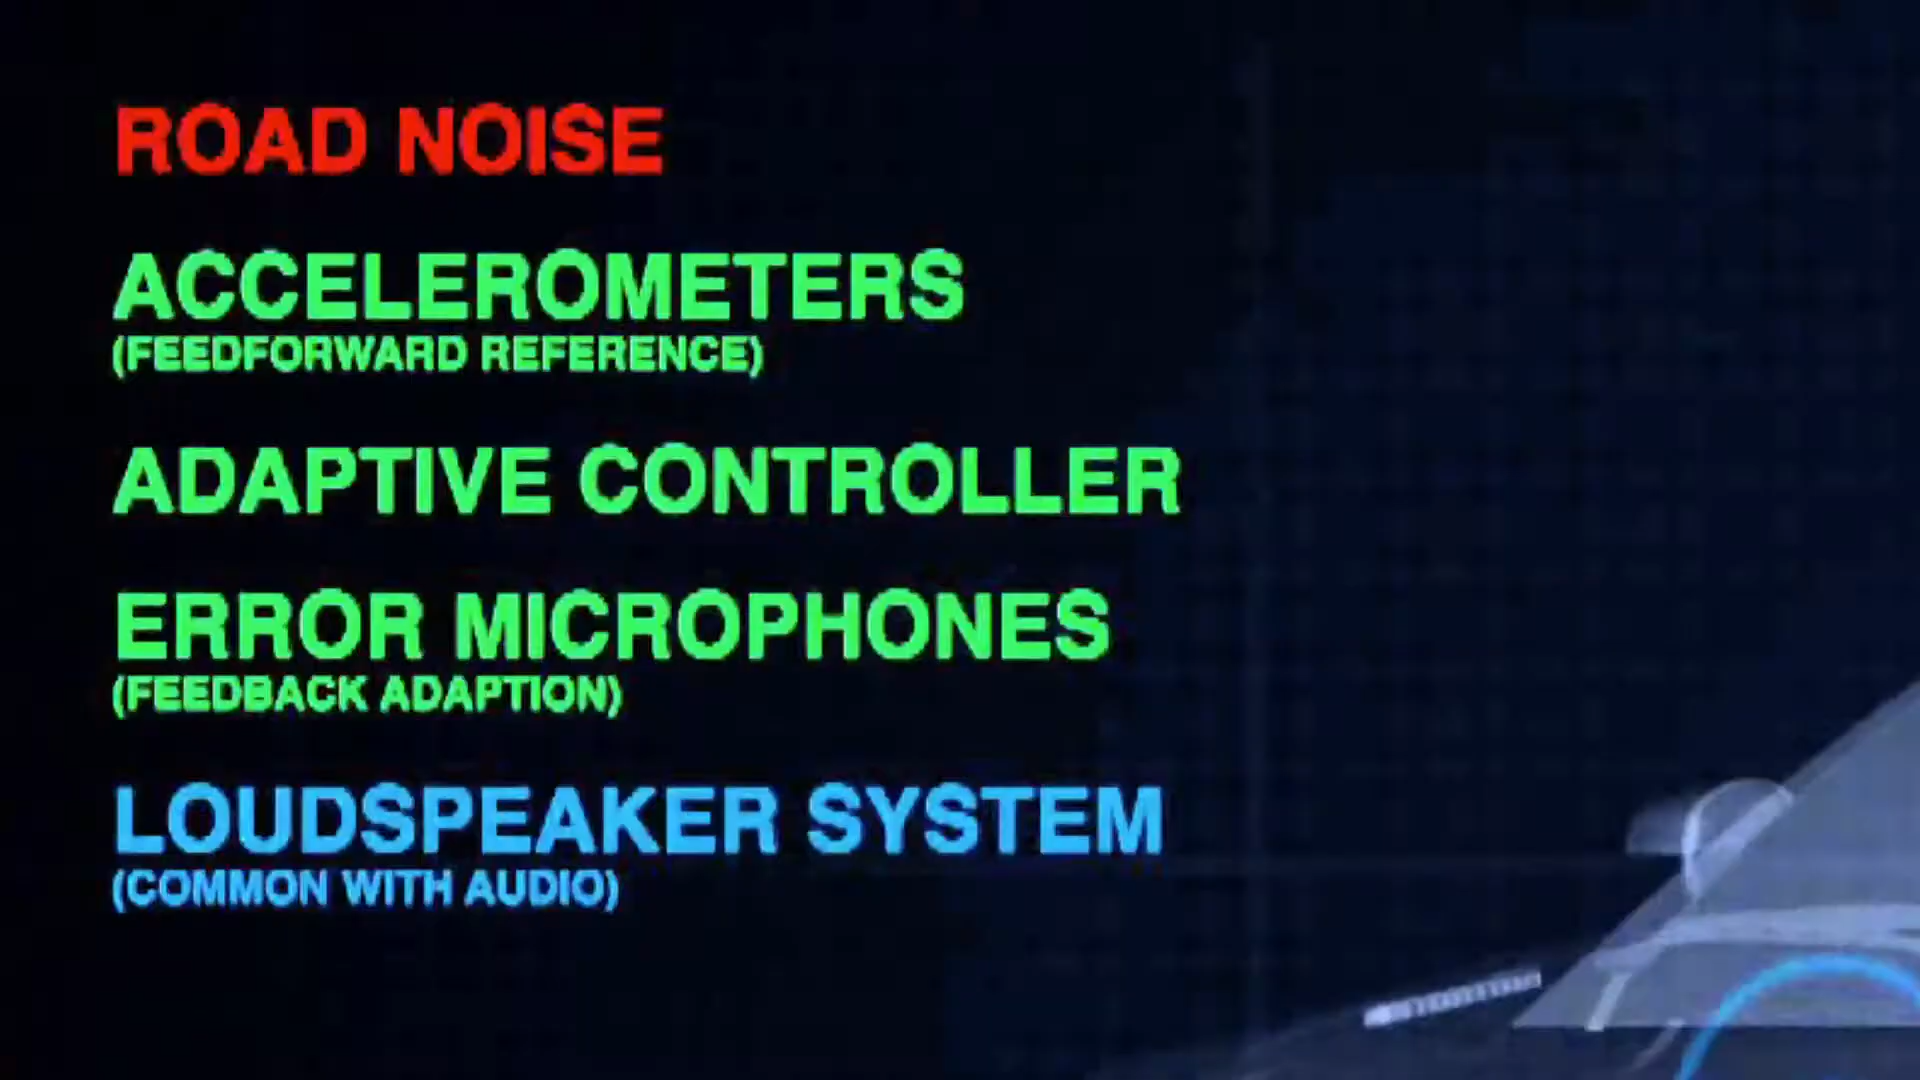 ROAD NOISE
ACCELEROMETERS
(FEEDFORWARD REFERENCE)
ADAPTIVE CONTROLLER
ERROR MICROPHONES
(FEEDBACK ADAPTION)
LOUDSPEAKER SYSTEM
(COMMON WITH AUDIO)